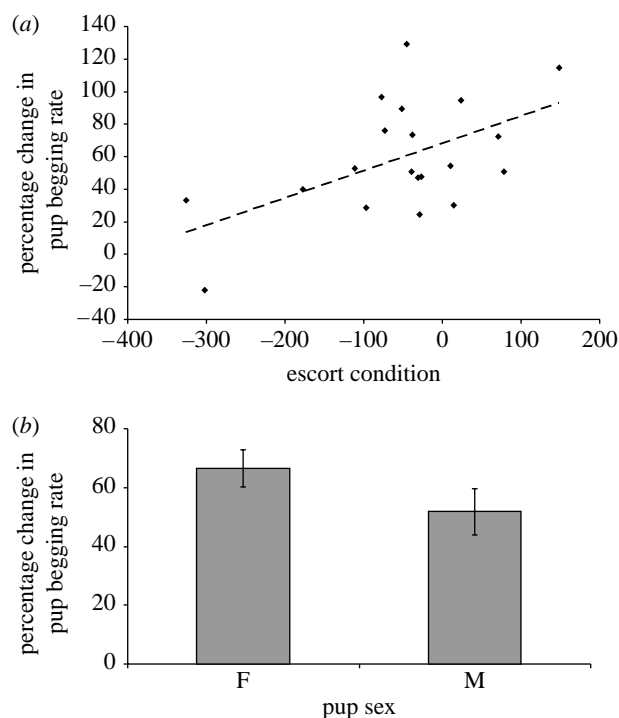 (a)
percentage change in
pup begging rate
140
120
100
80
60
40
20
0
−20
−40
−400 −300 −200 −100 0 100 200
escort condition
(b)
percentage change in
pup begging rate
80
60
40
20
0
F M
pup sex